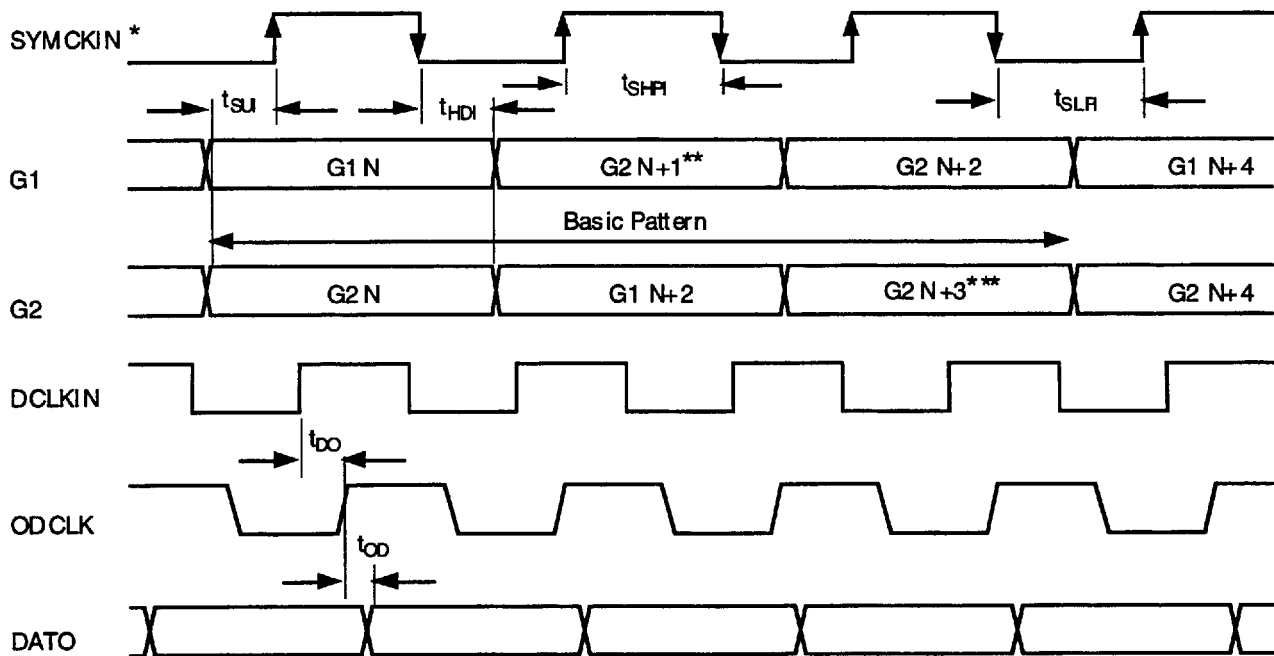 SYMCKIN *
tSUI
tHDI
tSHPI
tSLPI
G1
G1 N
G2 N+1**
G2 N+2
G1 N+4
Basic Pattern
G2
G2 N
G1 N+2
G2 N+3***
G2 N+4
DCLKIN
tDO
ODCLK
tOD
DATO